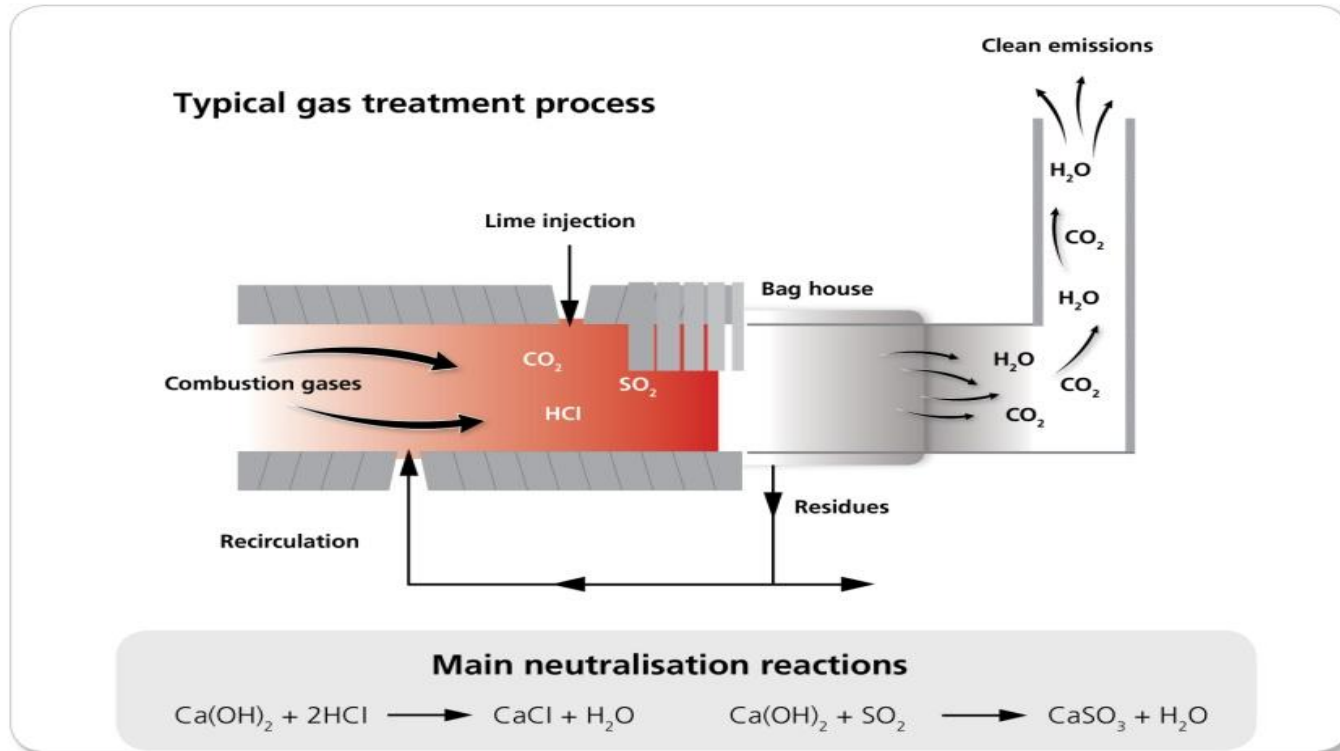 Clean emissions
Typical gas treatment process
H₂O
Lime injection
CO₂
Bag house
H₂O
CO₂
H₂O
Combustion gases
SO₂
CO₂
HCl
CO₂
Residues
Recirculation
Main neutralisation reactions
Ca(OH)₂ + 2HCl ⟶ CaCl + H₂O
Ca(OH)₂ + SO₂ ⟶ CaSO₃ + H₂O